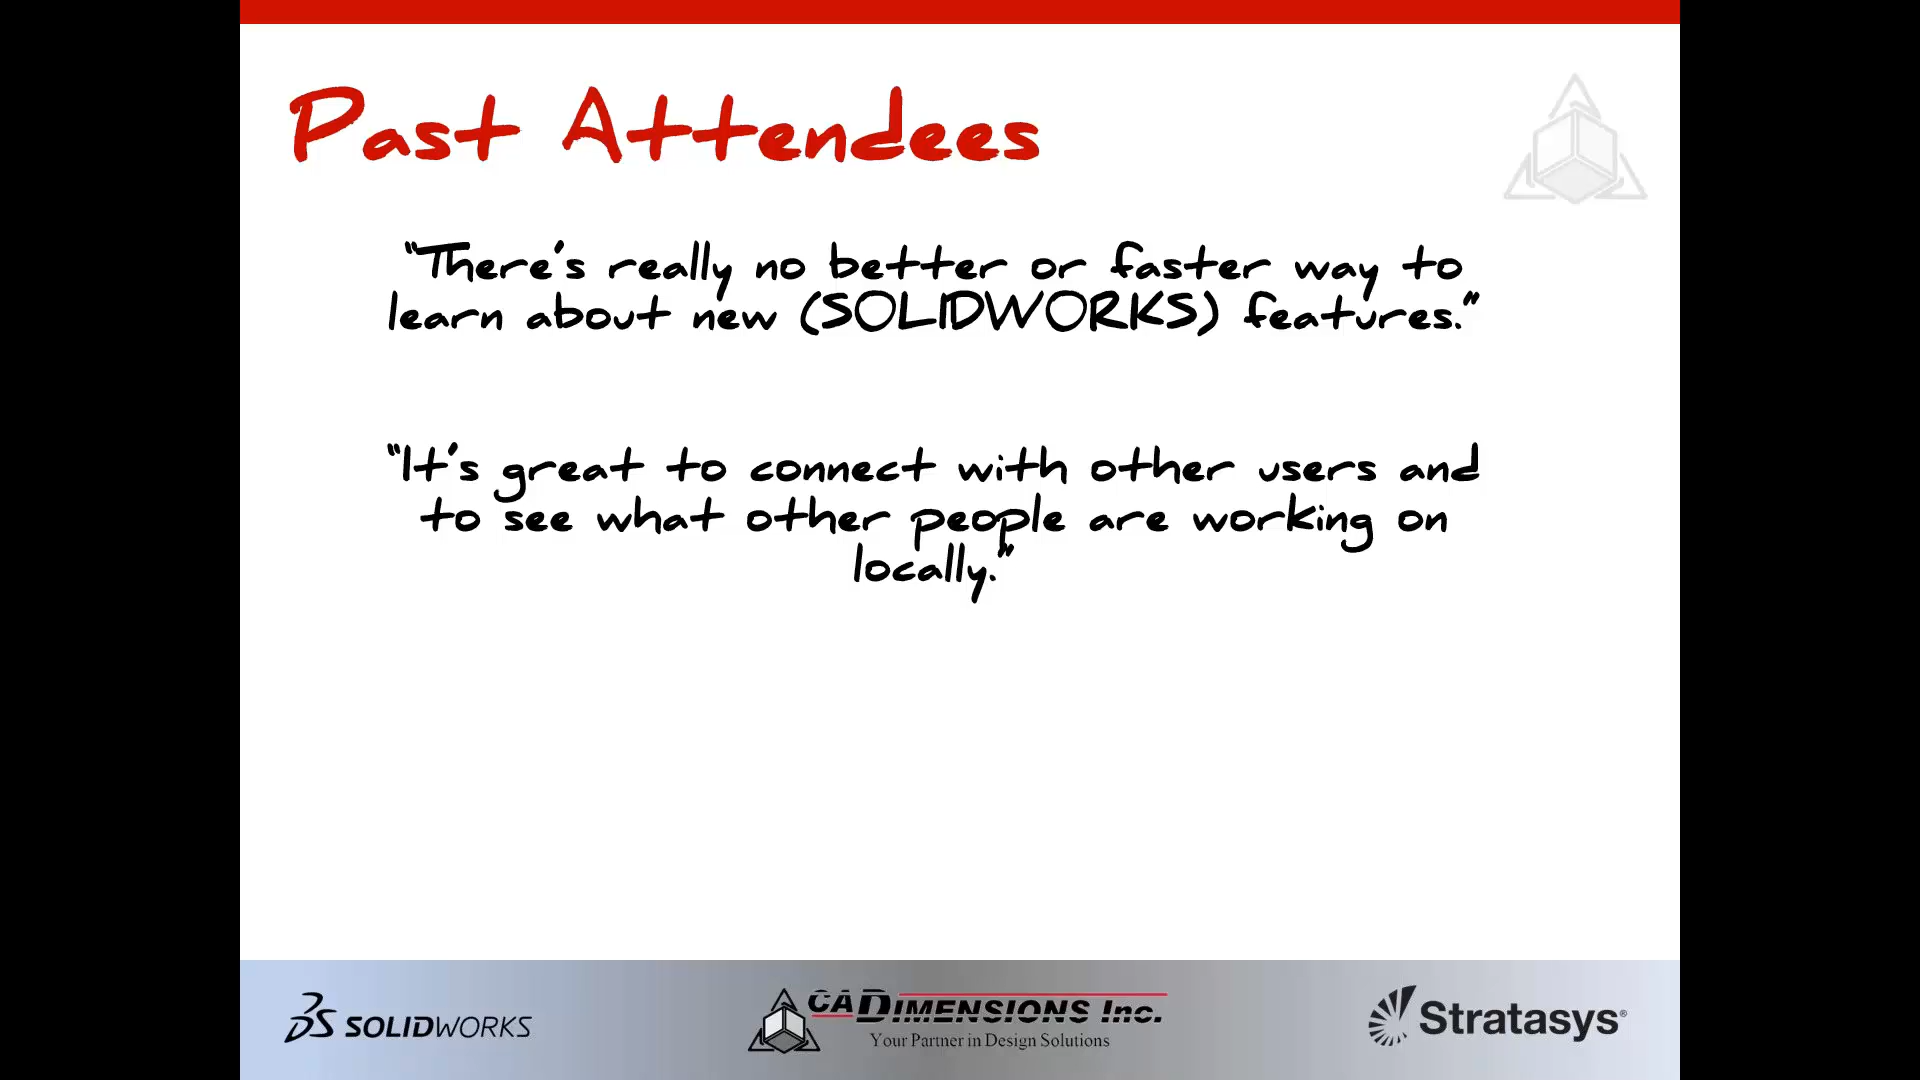 Past Attendees
“There’s really no better or faster way to
learn about new (SOLIDWORKS) features.”
“It’s great to connect with other users and
to see what other people are working on
locally.”
3S SOLIDWORKS
CADIMENSIONS Inc.
Your Partner in Design Solutions
Stratasys®